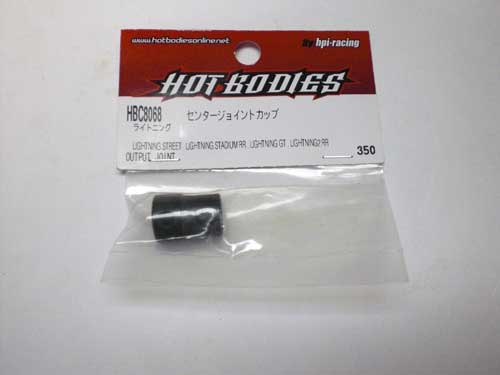 www.hotbodiesonline.net
By hpi-racing
HOT BODIES
HBC8068 センタージョイントカップ
ライトニング
LIGHTNING STREET LIGHTNING STADIUM RR, LIGHTNING GT, LIGHTNING2 RR
OUTPUT JOINT 350